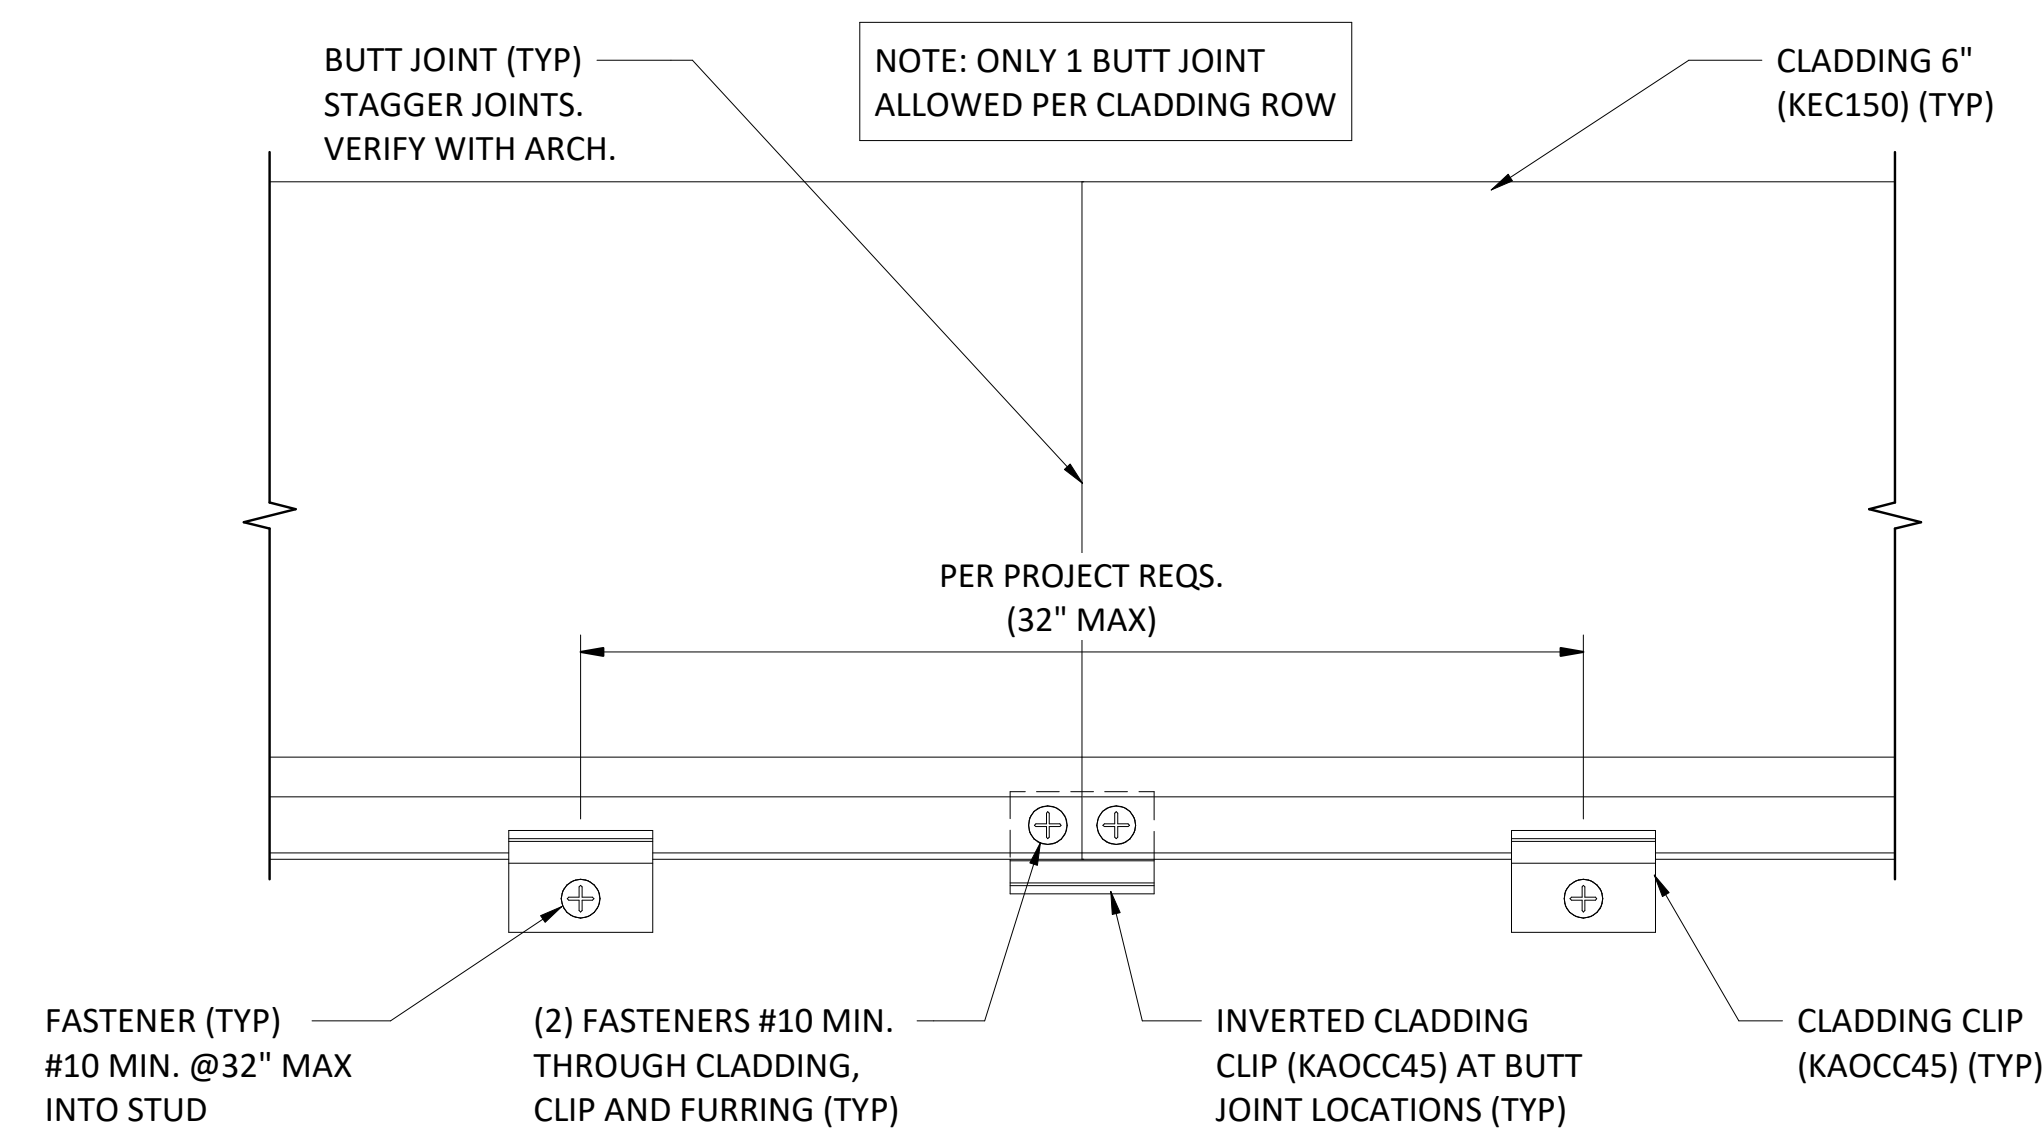 BUTT JOINT (TYP)
STAGGER JOINTS.
VERIFY WITH ARCH.
NOTE: ONLY 1 BUTT JOINT
ALLOWED PER CLADDING ROW
CLADDING 6"
(KEC150) (TYP)
PER PROJECT REQS.
(32" MAX)
FASTENER (TYP)
#10 MIN. @32" MAX
INTO STUD
(2) FASTENERS #10 MIN.
THROUGH CLADDING,
CLIP AND FURRING (TYP)
INVERTED CLADDING
CLIP (KAOCC45) AT BUTT
JOINT LOCATIONS (TYP)
CLADDING CLIP
(KAOCC45) (TYP)